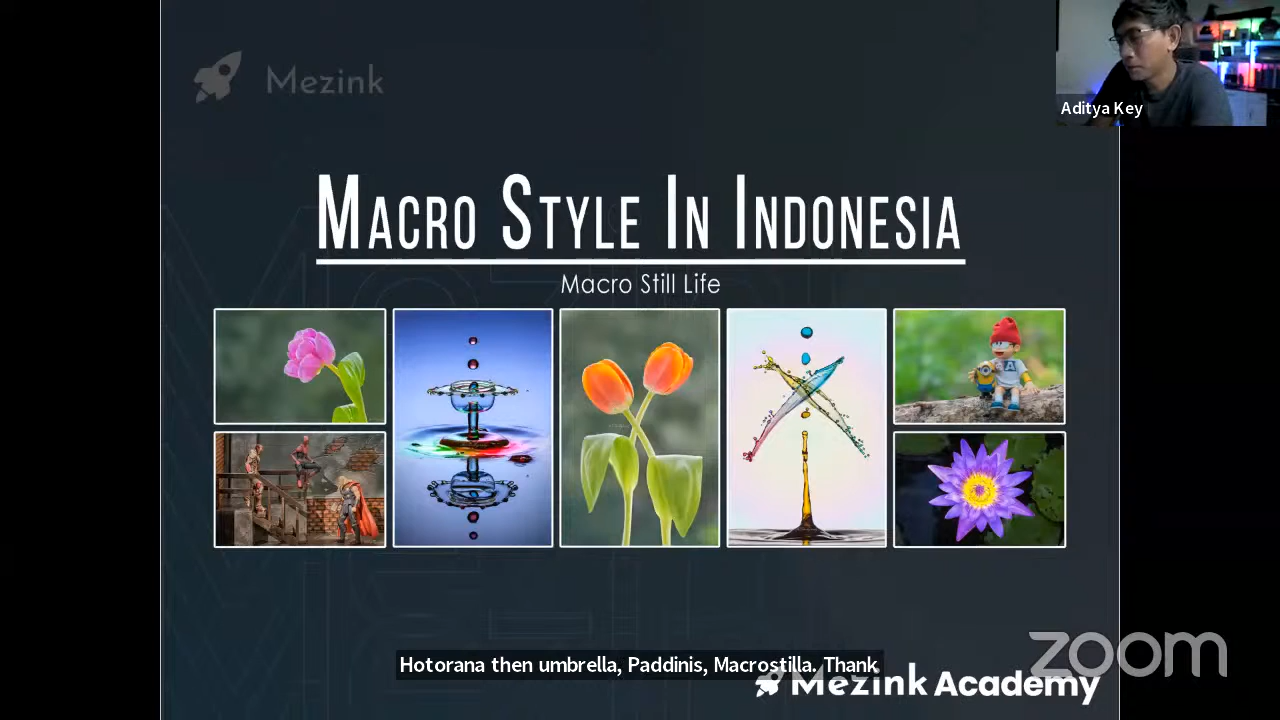 Mezink
Aditya Key
MACRO STYLE IN INDONESIA
Macro Still Life
A
Hotorana then umbrella, Paddinis, Macrostilla. Thank
zoom
Mezink Academy